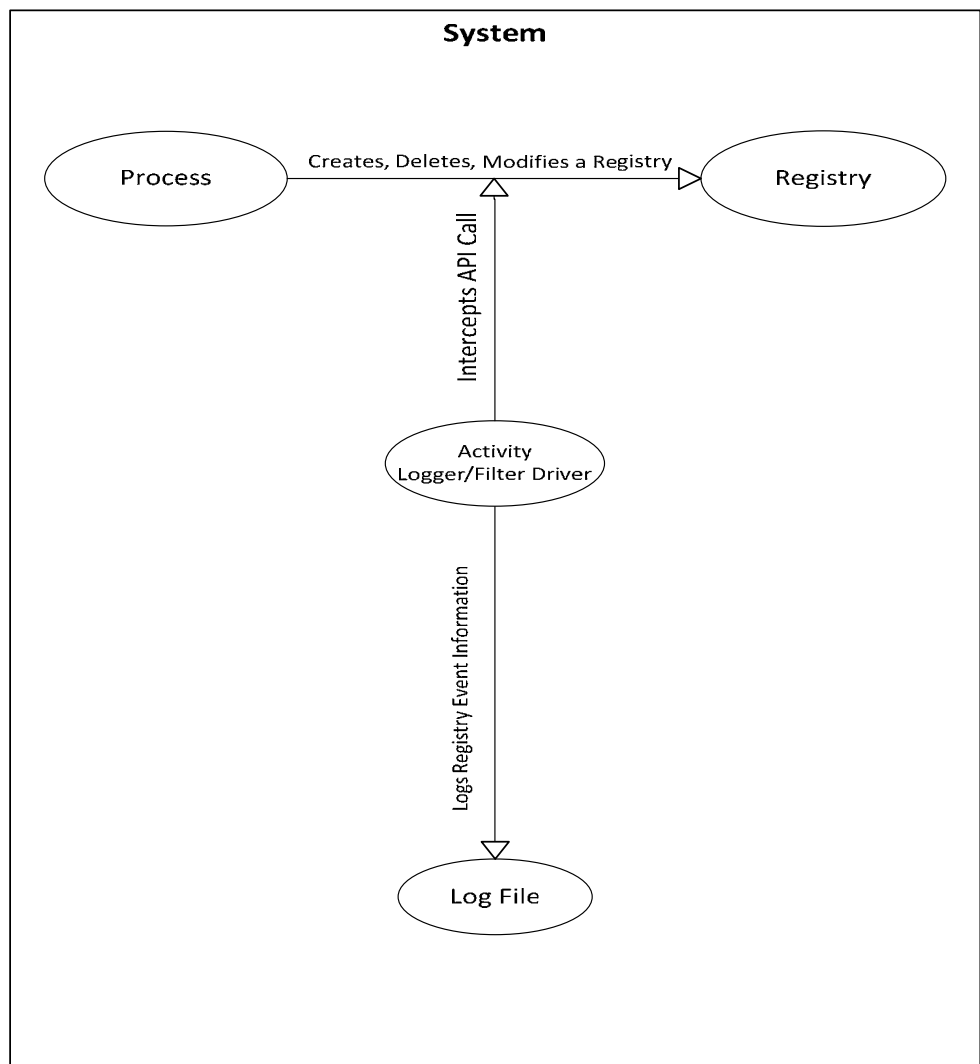 System
Creates, Deletes, Modifies a Registry
Process
Registry
Intercepts API Call
Activity
Logger/Filter Driver
Logs Registry Event Information
Log File